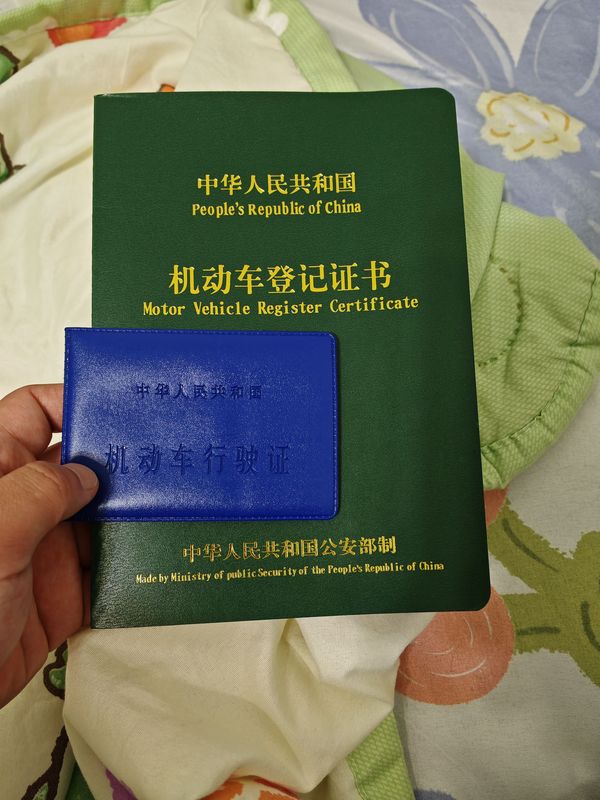 中华人民共和国
People's Republic of China
机动车登记证书
Motor Vehicle Register Certificate
中华人民共和国
机动车行驶证
中华人民共和国公安部制
Made by Ministry of public Security of the People's Republic of China